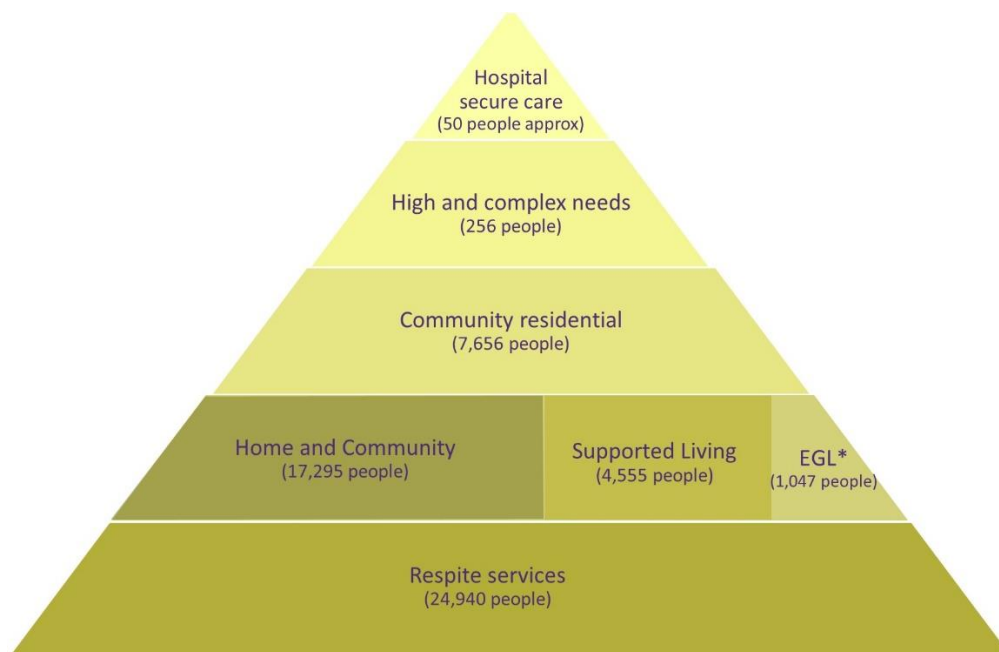 Hospital
secure care
(50 people approx)
High and complex needs
(256 people)
Community residential
(7,656 people)
Home and Community
(17,295 people)
Supported Living
(4,555 people)
EGL*
(1,047 people)
Respite services
(24,940 people)